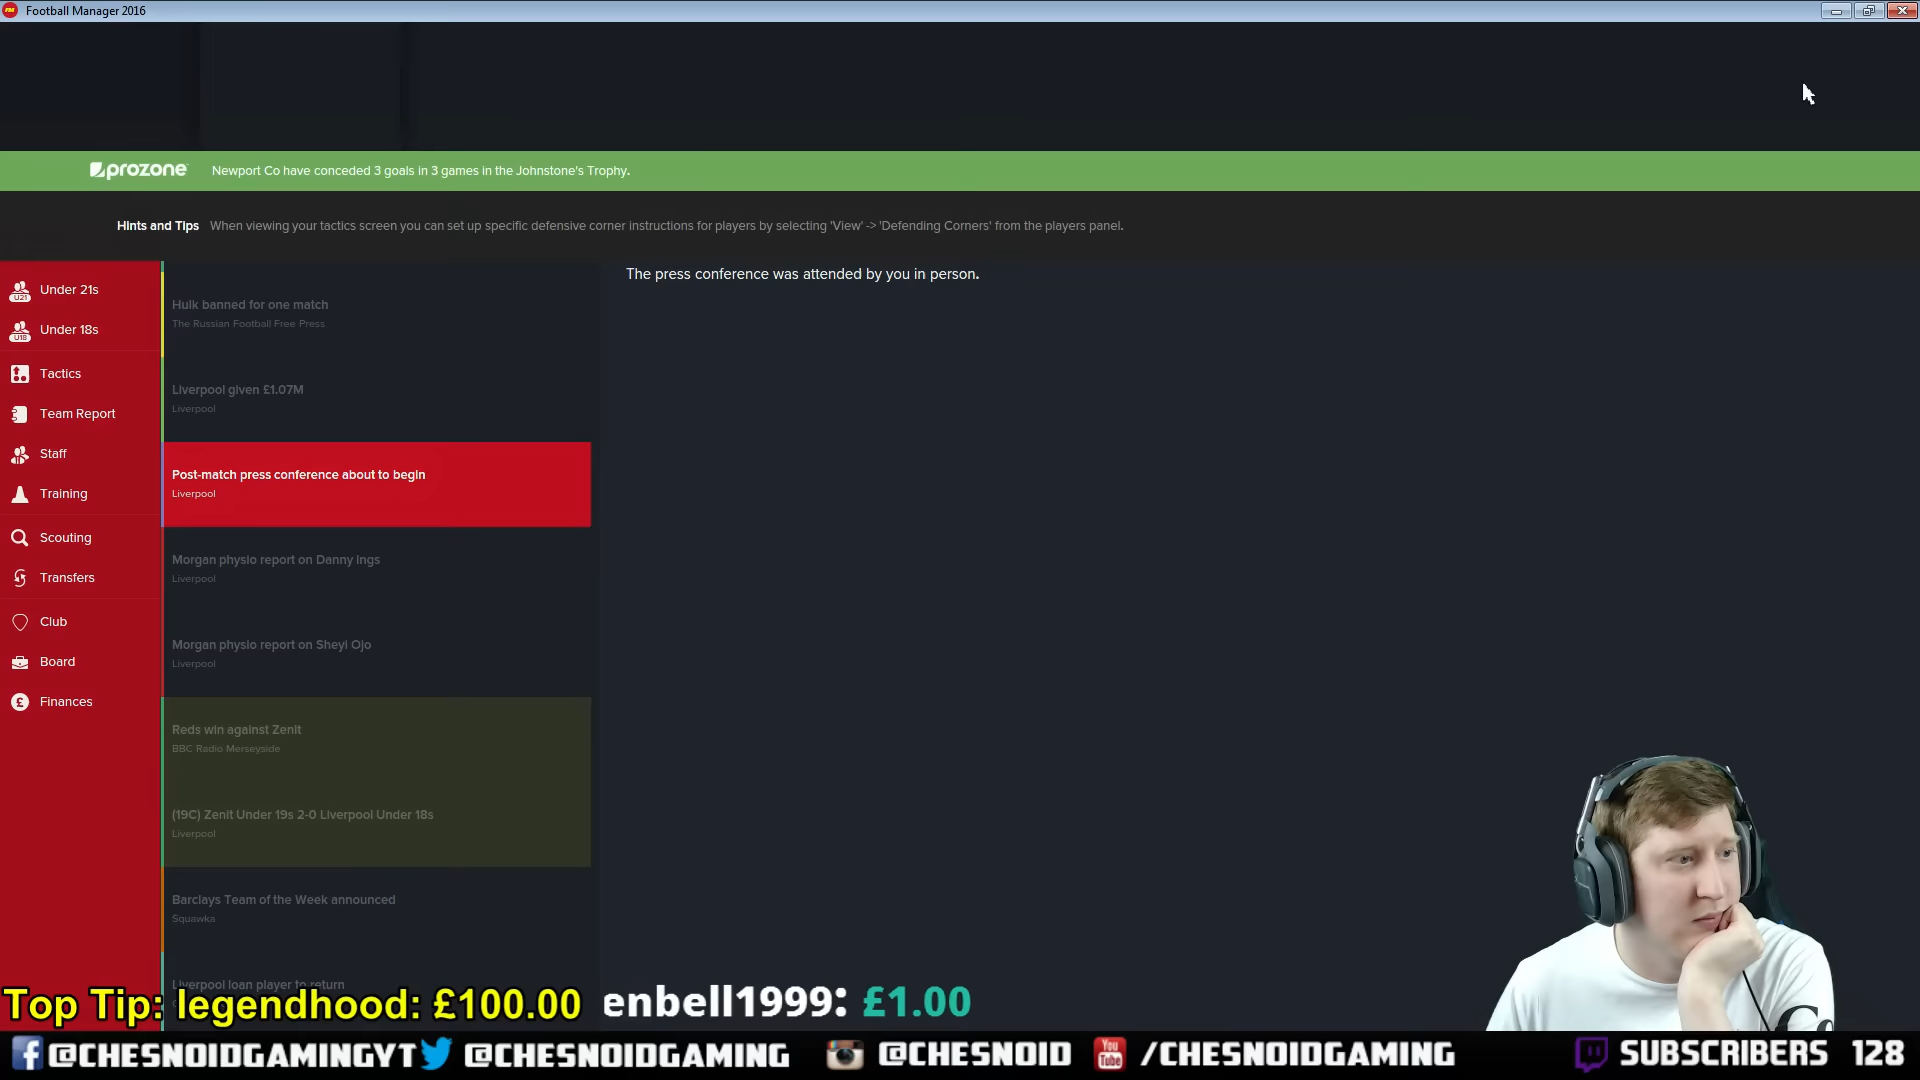 Football Manager 2016
prozone
Newport Co have conceded 3 goals in 3 games in the Johnstone's Trophy.
Hints and Tips When viewing your tactics screen you can set up specific defensive corner instructions for players by selecting 'View' -> 'Defending Corners' from the players panel.
Under 21s
Under 18s
Tactics
Team Report
Staff
Training
Scouting
Transfers
Club
Board
Finances
Hulk banned for one match
The Russian Football Free Press
Liverpool given £1.07M
Liverpool
Post-match press conference about to begin
Liverpool
Morgan physio report on Danny Ings
Liverpool
Morgan physio report on Sheyi Ojo
Liverpool
Reds win against Zenit
BBC Radio Merseyside
(19C) Zenit Under 19s 2-0 Liverpool Under 18s
Liverpool
Barclays Team of the Week announced
Squawka
Liverpool loan player to return
The press conference was attended by you in person.
Top Tip: legendhood: £100.00 enbell1999: £1.00
@CHESNOIDGAMINGYT @CHESNOIDGAMING @CHESNOID You Tube /CHESNOIDGAMING SUBSCRIBERS 128